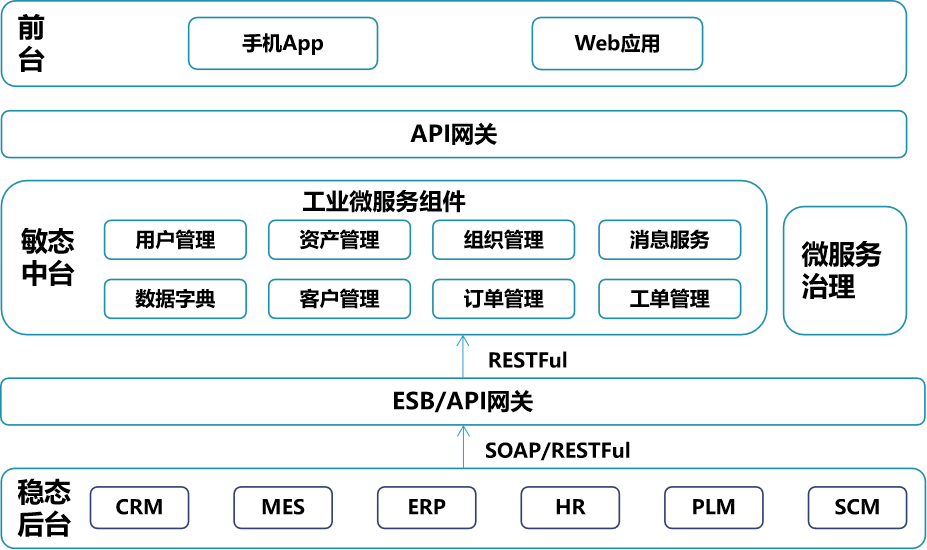 前
台
手机App
Web应用
API网关
工业微服务组件
敏态
中台
用户管理
资产管理
组织管理
消息服务
数据字典
客户管理
订单管理
工单管理
微服务
治理
RESTFul
ESB/API网关
SOAP/RESTFul
稳态
后台
CRM
MES
ERP
HR
PLM
SCM